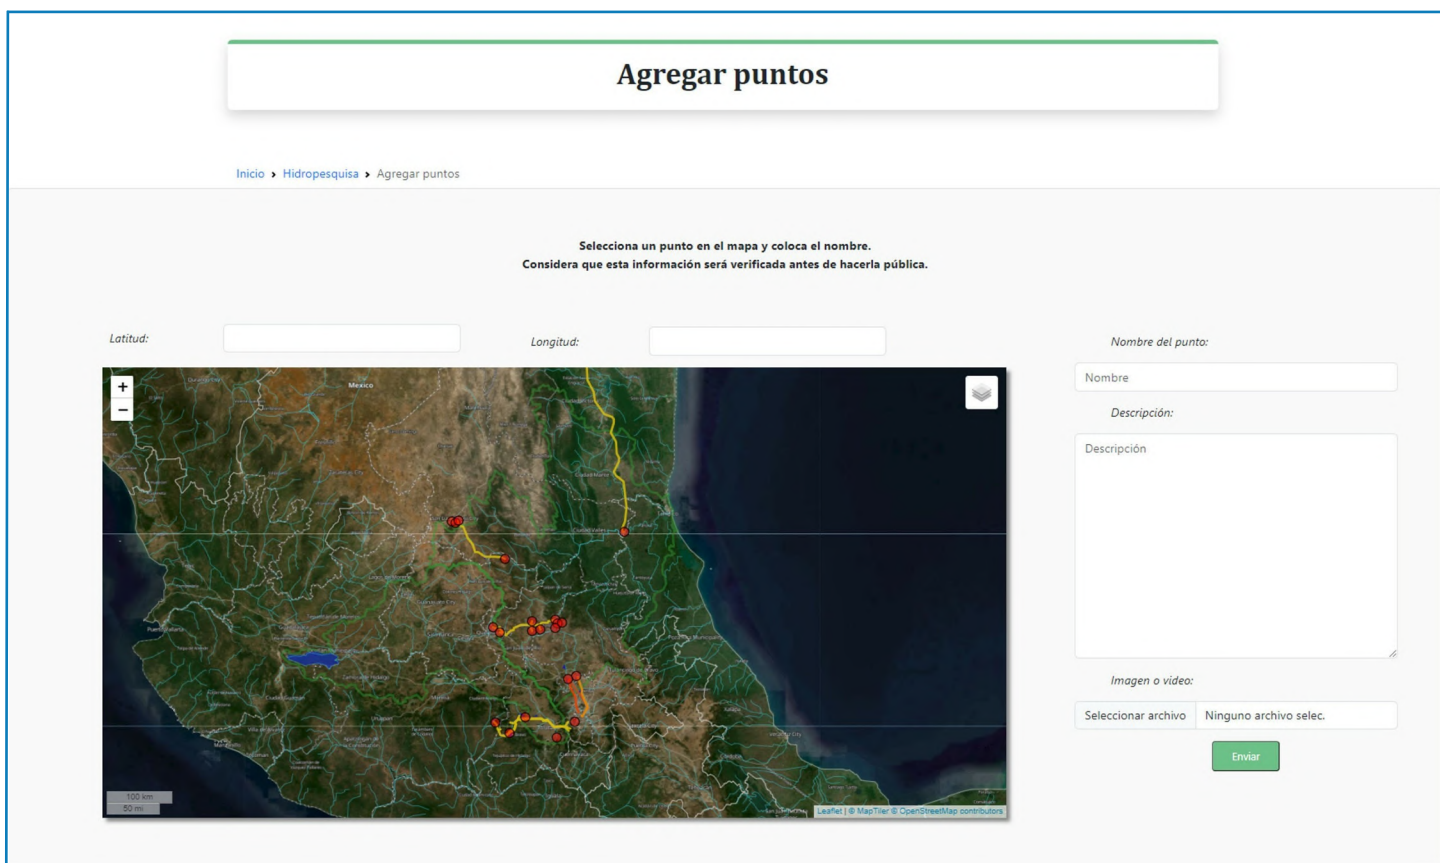 Agregar puntos
Inicio › Hidropesquisa › Agregar puntos
Selecciona un punto en el mapa y coloca el nombre.
Considera que esta información será verificada antes de hacerla pública.
Latitud:
Longitud:
Nombre del punto:
Nombre
Descripción:
Descripción
+
−
Mexico
100 km
50 mi
Leaflet | © MapTiler © OpenStreetMap contributors
Imagen o video:
Seleccionar archivo Ninguno archivo selec.
Enviar